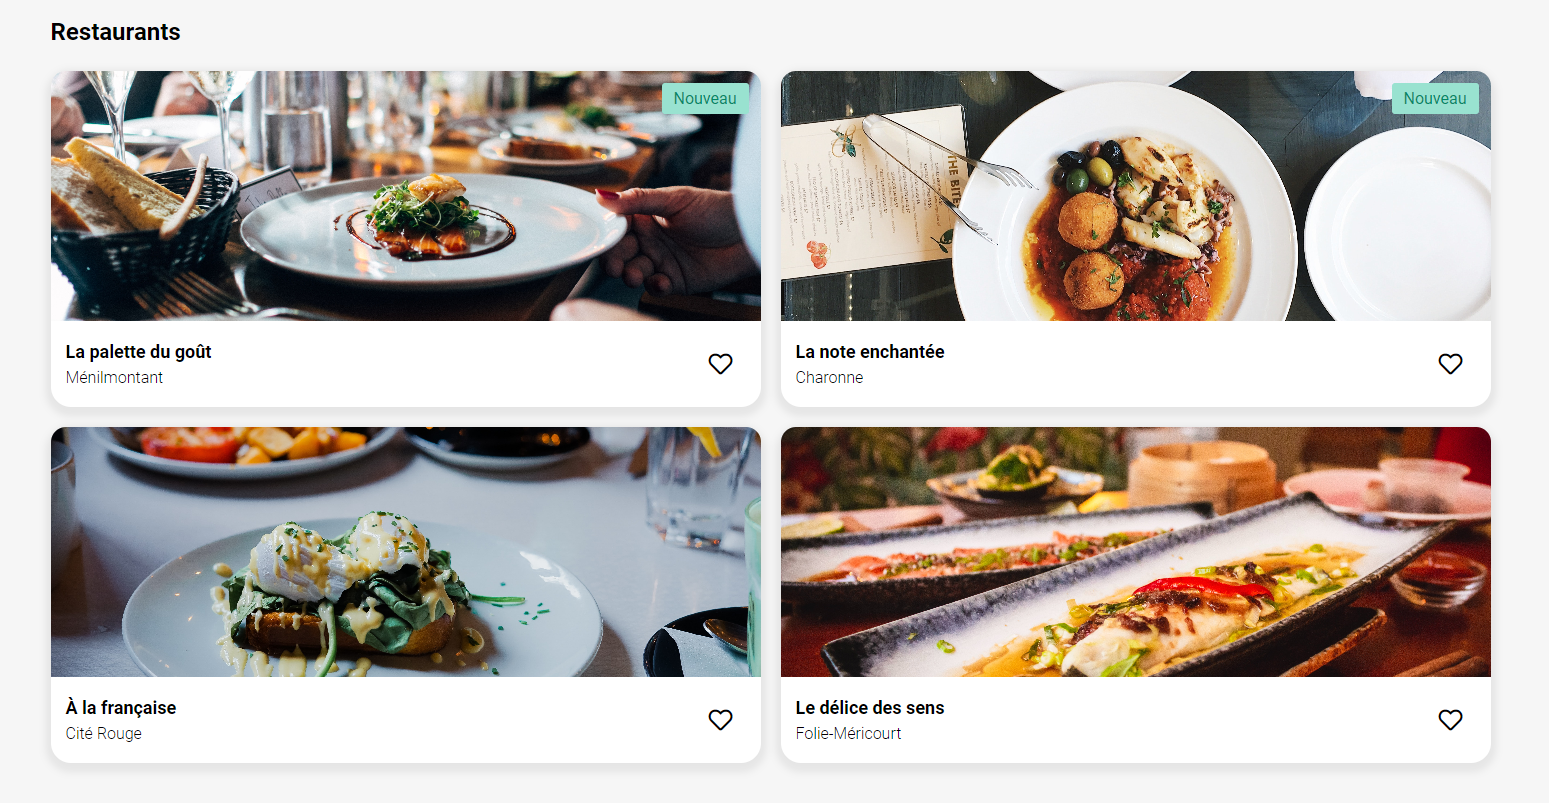 Restaurants
Nouveau
Nouveau
THE BITE
La palette du goût
Ménilmontant
La note enchantée
Charonne
À la française
Cité Rouge
Le délice des sens
Folie-Méricourt